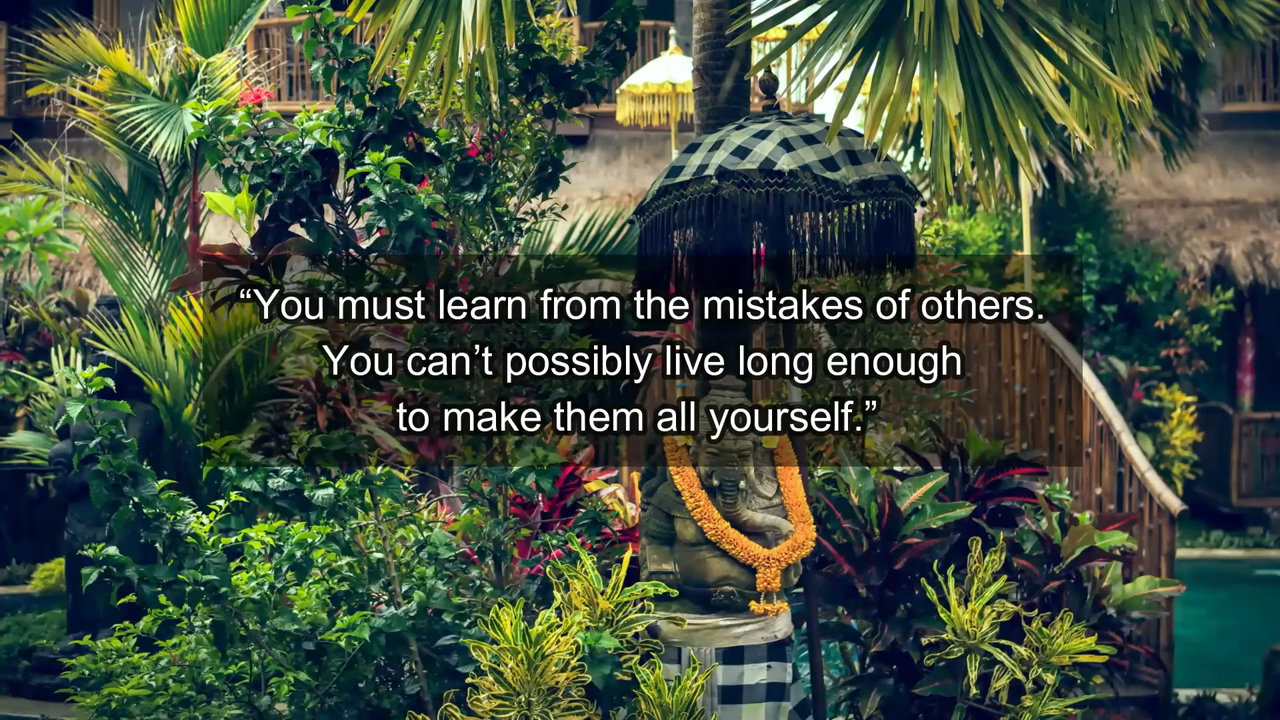 “You must learn from the mistakes of others.
You can’t possibly live long enough
to make them all yourself.”